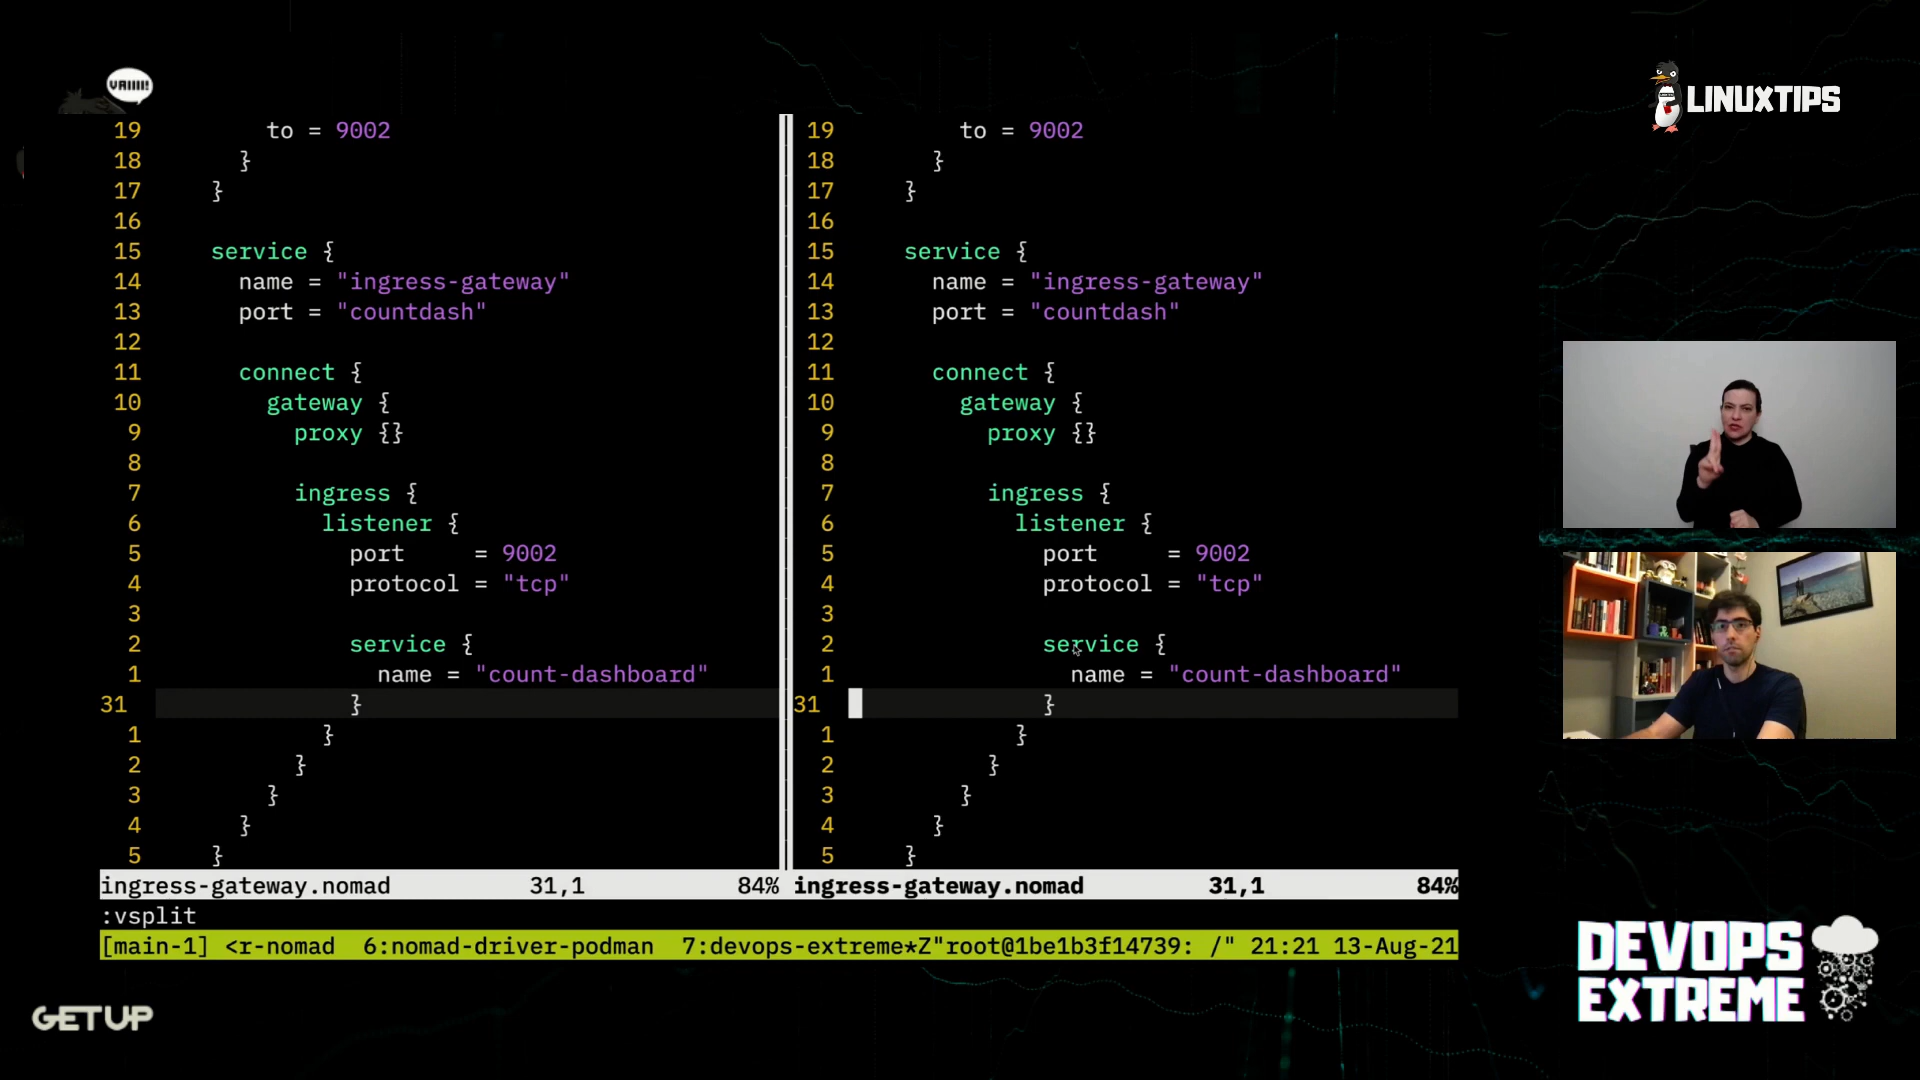 VAIIII!
LINUXTIPS
19 to = 9002
18 }
17 }
16
15 service {
14 name = "ingress-gateway"
13 port = "countdash"
12
11 connect {
10 gateway {
9 proxy {}
8
7 ingress {
6 listener {
5 port = 9002
4 protocol = "tcp"
3
2 service {
1 name = "count-dashboard"
31 }
1 }
2 }
3 }
4 }
5 }
ingress-gateway.nomad 31,1 84%
19 to = 9002
18 }
17 }
16
15 service {
14 name = "ingress-gateway"
13 port = "countdash"
12
11 connect {
10 gateway {
9 proxy {}
8
7 ingress {
6 listener {
5 port = 9002
4 protocol = "tcp"
3
2 service {
1 name = "count-dashboard"
31 }
1 }
2 }
3 }
4 }
5 }
ingress-gateway.nomad 31,1 84%
:vsplit
[main-1] <r-nomad 6:nomad-driver-podman 7:devops-extreme*Z"root@1be1b3f14739: /" 21:21 13-Aug-21
GETUP
DEVOPS
EXTREME